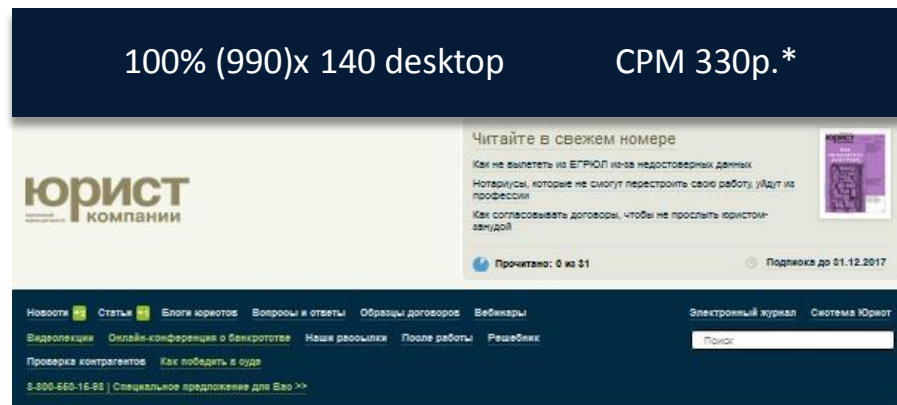 100% (990)x 140 desktop CPM 330р.*
Читайте в свежем номере
Как не вылететь из ЕГРЮЛ из-за недостоверных данных
Нотариусы, которые не смогут перестроить свою работу, уйдут из
профессии
Как согласовывать договоры, чтобы не прослыть юристом-
занудой
Прочитано: 0 из 31 Подписка до 31.12.2017
юрист
компании
Новости +3 Статьи +1 Блоги юристов Вопросы и ответы Образцы договоров Вебинары Электронный журнал Система Юрист
Видеолекции Онлайн-конференция о банкротстве Наши рассылки После работы Решебник Поиск
Проверка контрагентов Как победить в суде
8-800-550-15-98 | Специальное предложение для Вас >>